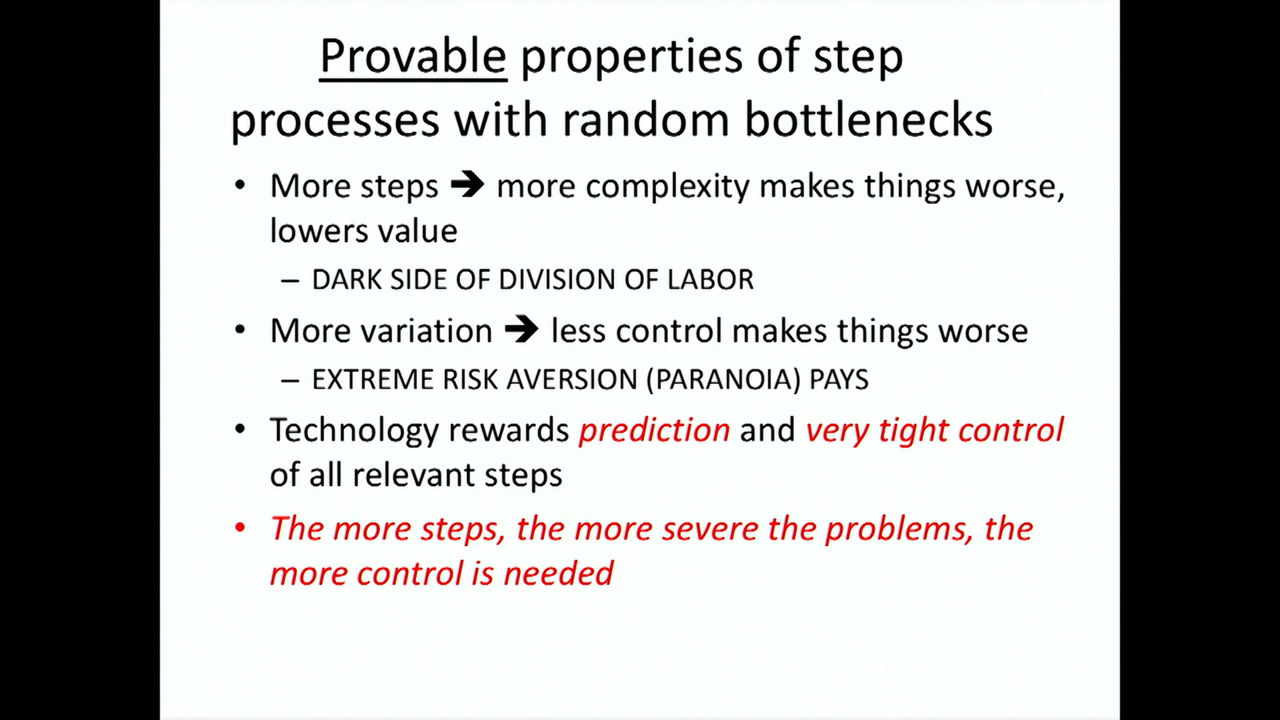 Provable properties of step
processes with random bottlenecks
• More steps ➔ more complexity makes things worse,
lowers value
– DARK SIDE OF DIVISION OF LABOR
• More variation ➔ less control makes things worse
– EXTREME RISK AVERSION (PARANOIA) PAYS
• Technology rewards prediction and very tight control
of all relevant steps
• The more steps, the more severe the problems, the
more control is needed